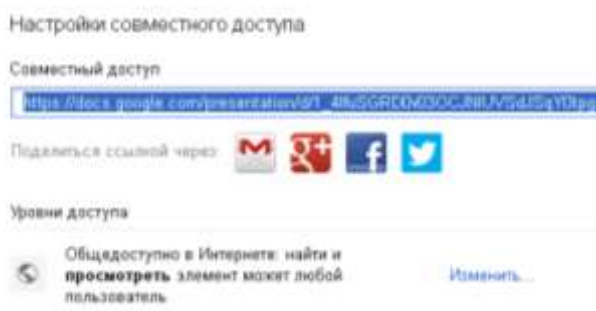 Настройки совместного доступа
Совместный доступ
https://docs.google.com/presentation/d/1_
Поделиться ссылкой через:
Уровни доступа
Общедоступно в Интернете: найти и
просмотреть элемент может любой
пользователь
Изменить...